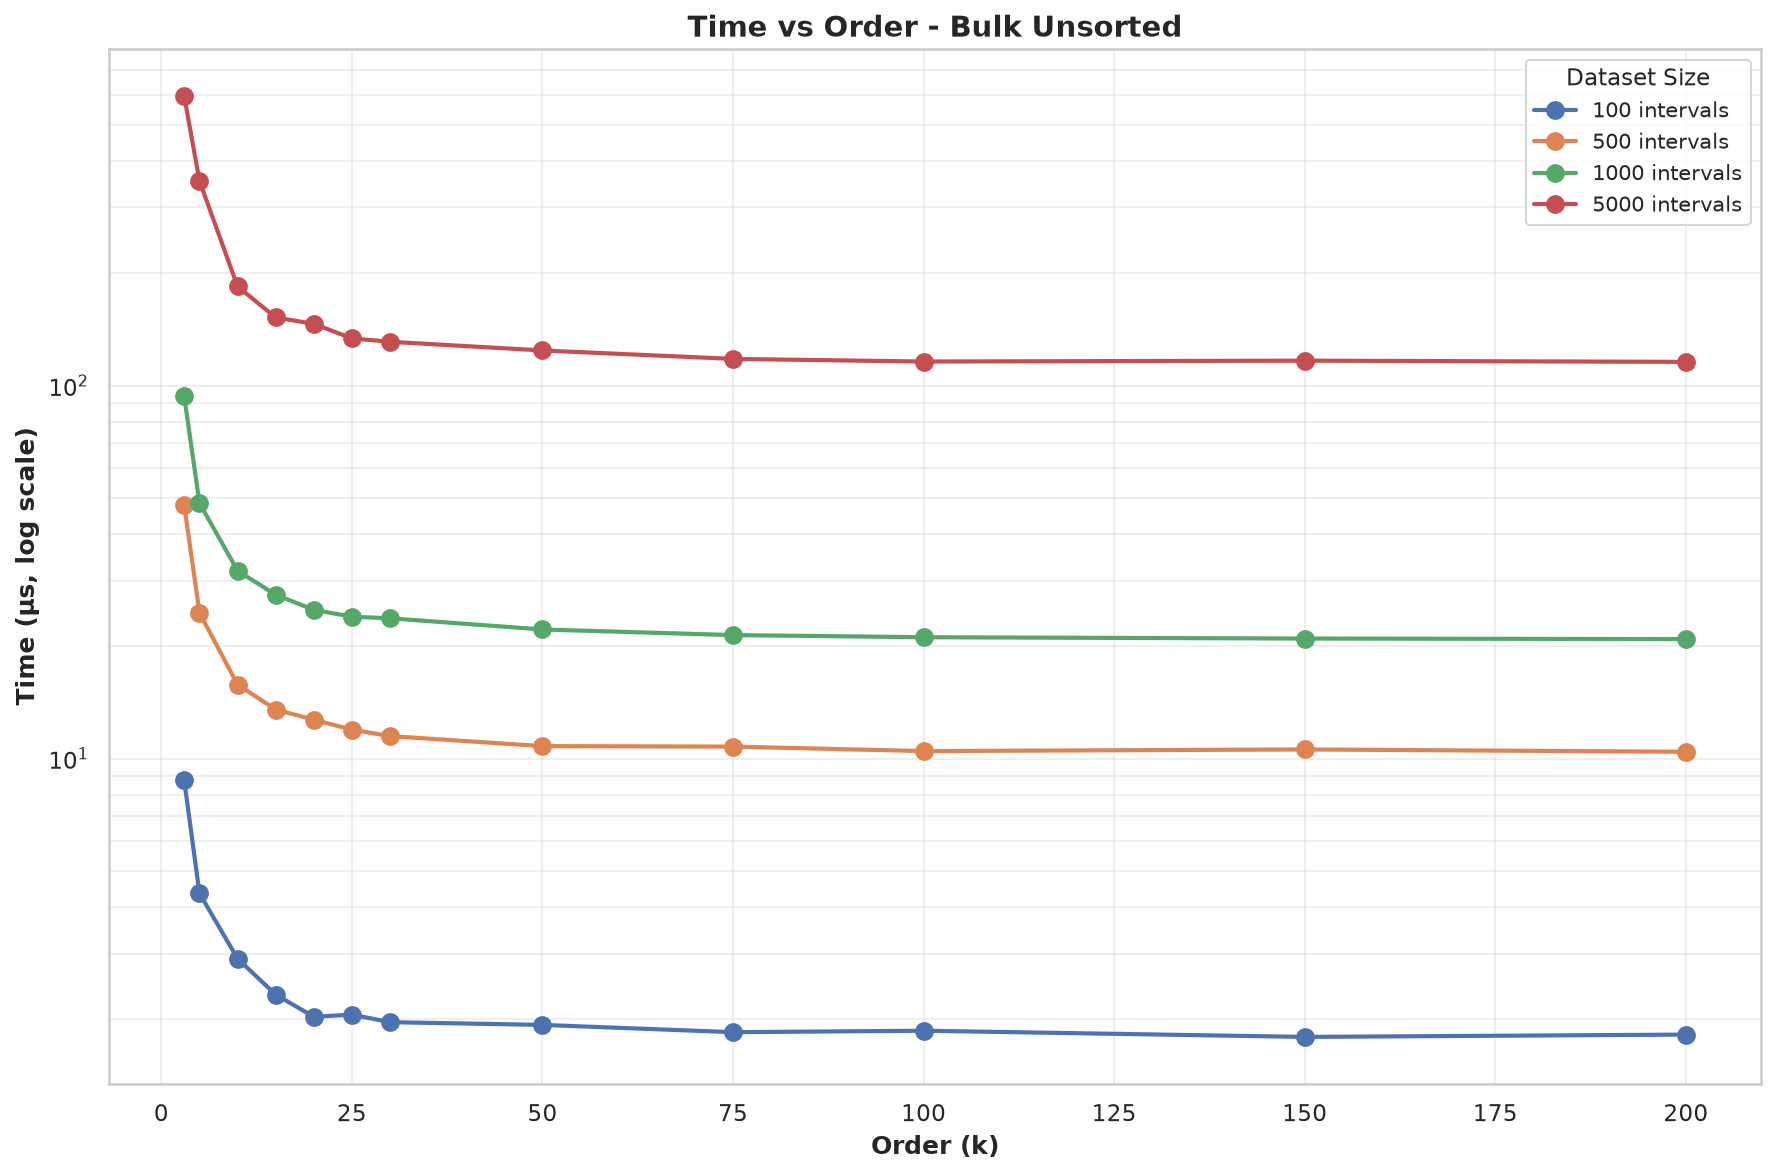 Time vs Order - Bulk Unsorted
Dataset Size
100 intervals
500 intervals
1000 intervals
5000 intervals
Time (µs, log scale)
10²
10¹
0 25 50 75 100 125 150 175 200
Order (k)